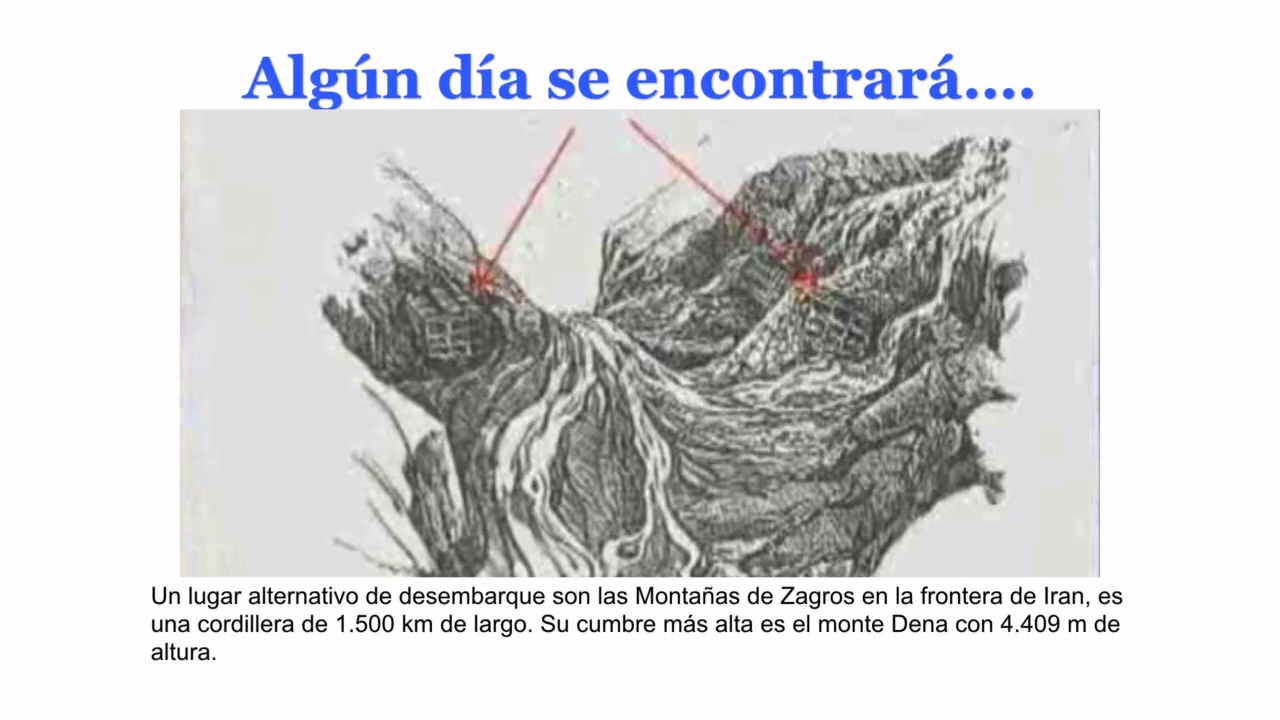 Algún día se encontrará....
Un lugar alternativo de desembarque son las Montañas de Zagros en la frontera de Iran, es
una cordillera de 1.500 km de largo. Su cumbre más alta es el monte Dena con 4.409 m de
altura.